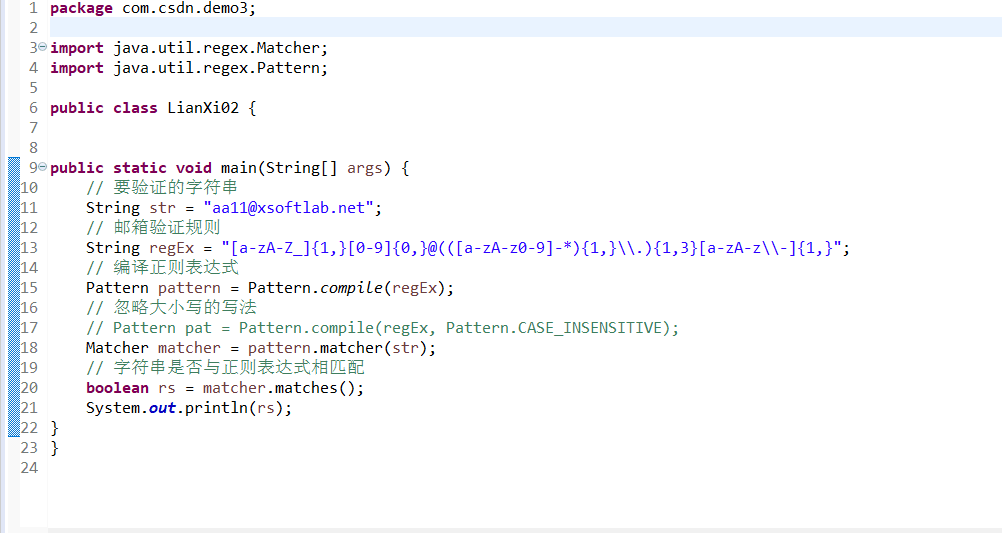 1 package com.csdn.demo3;
2
3 import java.util.regex.Matcher;
4 import java.util.regex.Pattern;
5
6 public class LianXi02 {
7
8
9 public static void main(String[] args) {
10     // 要验证的字符串
11     String str = "aa11@xsoftlab.net";
12     // 邮箱验证规则
13     String regEx = "[a-zA-Z_]{1,}[0-9]{0,}@(([a-zA-z0-9]-*){1,}\\.){1,3}[a-zA-z\\-]{1,}";
14     // 编译正则表达式
15     Pattern pattern = Pattern.compile(regEx);
16     // 忽略大小写的写法
17     // Pattern pat = Pattern.compile(regEx, Pattern.CASE_INSENSITIVE);
18     Matcher matcher = pattern.matcher(str);
19     // 字符串是否与正则表达式相匹配
20     boolean rs = matcher.matches();
21     System.out.println(rs);
22 }
23 }
24